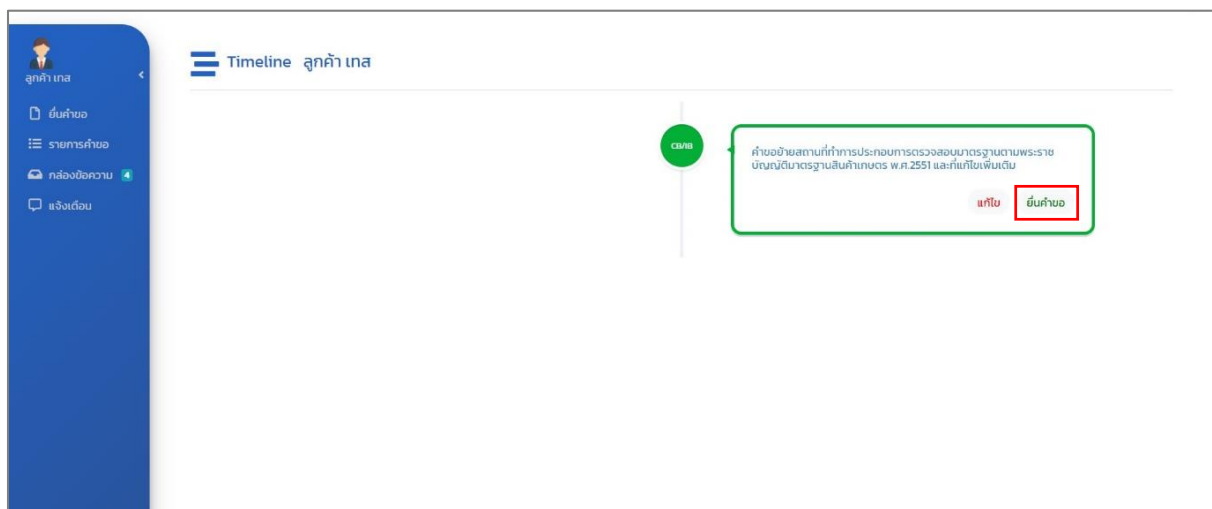 ลูกค้า เทส
Timeline ลูกค้า เทส
ยื่นคำขอ
รายการคำขอ
กล่องข้อความ 4
แจ้งเตือน
CB/IB
คำขอย้ายสถานที่ทำการประกอบการตรวจสอบมาตรฐานตามพระราช
บัญญัติมาตรฐานสินค้าเกษตร พ.ศ.2551 และที่แก้ไขเพิ่มเติม
แก้ไข ยื่นคำขอ